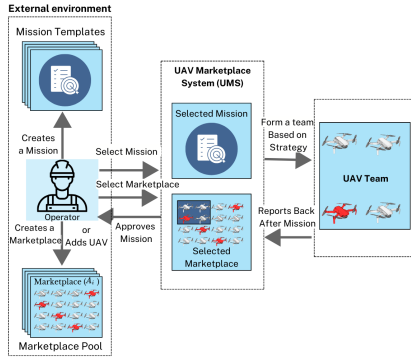 External environment
Mission Templates
Creates
a Mission
Operator
Creates a
Marketplace
or
Adds UAV
Marketplace (Aₛ)
Marketplace Pool
Select Mission
Select Marketplace
Approves
Mission
UAV Marketplace
System (UMS)
Selected Mission
Selected
Marketplace
Form a team
Based on
Strategy
Reports Back
After Mission
UAV Team